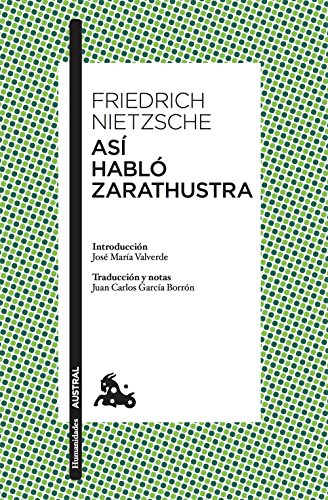 FRIEDRICH
NIETZSCHE
ASÍ
HABLÓ
ZARATHUSTRA
Introducción
José María Valverde
Traducción y notas
Juan Carlos García Borrón
Humanidades AUSTRAL